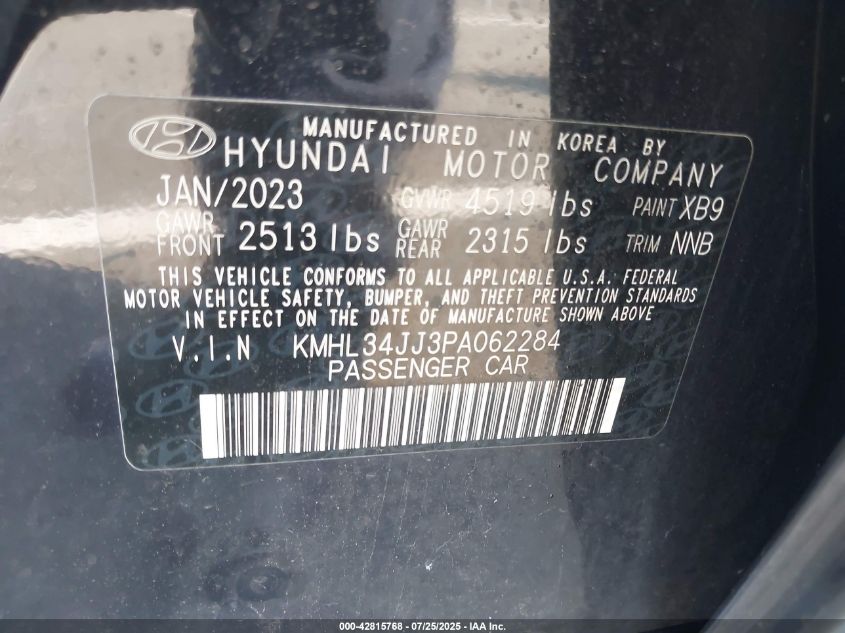 MANUFACTURED IN KOREA BY
HYUNDAI MOTOR COMPANY
JAN/2023 GVWR 4519 lbs PAINT XB9
GAWR FRONT 2513 lbs GAWR REAR 2315 lbs TRIM NNB
THIS VEHICLE CONFORMS TO ALL APPLICABLE U.S.A. FEDERAL
MOTOR VEHICLE SAFETY, BUMPER, AND THEFT PREVENTION STANDARDS
IN EFFECT ON THE DATE OF MANUFACTURE SHOWN ABOVE
V.I.N KMHL34JJ3PA062284
PASSENGER CAR
000-42815768 - 07/25/2025 - IAA Inc.